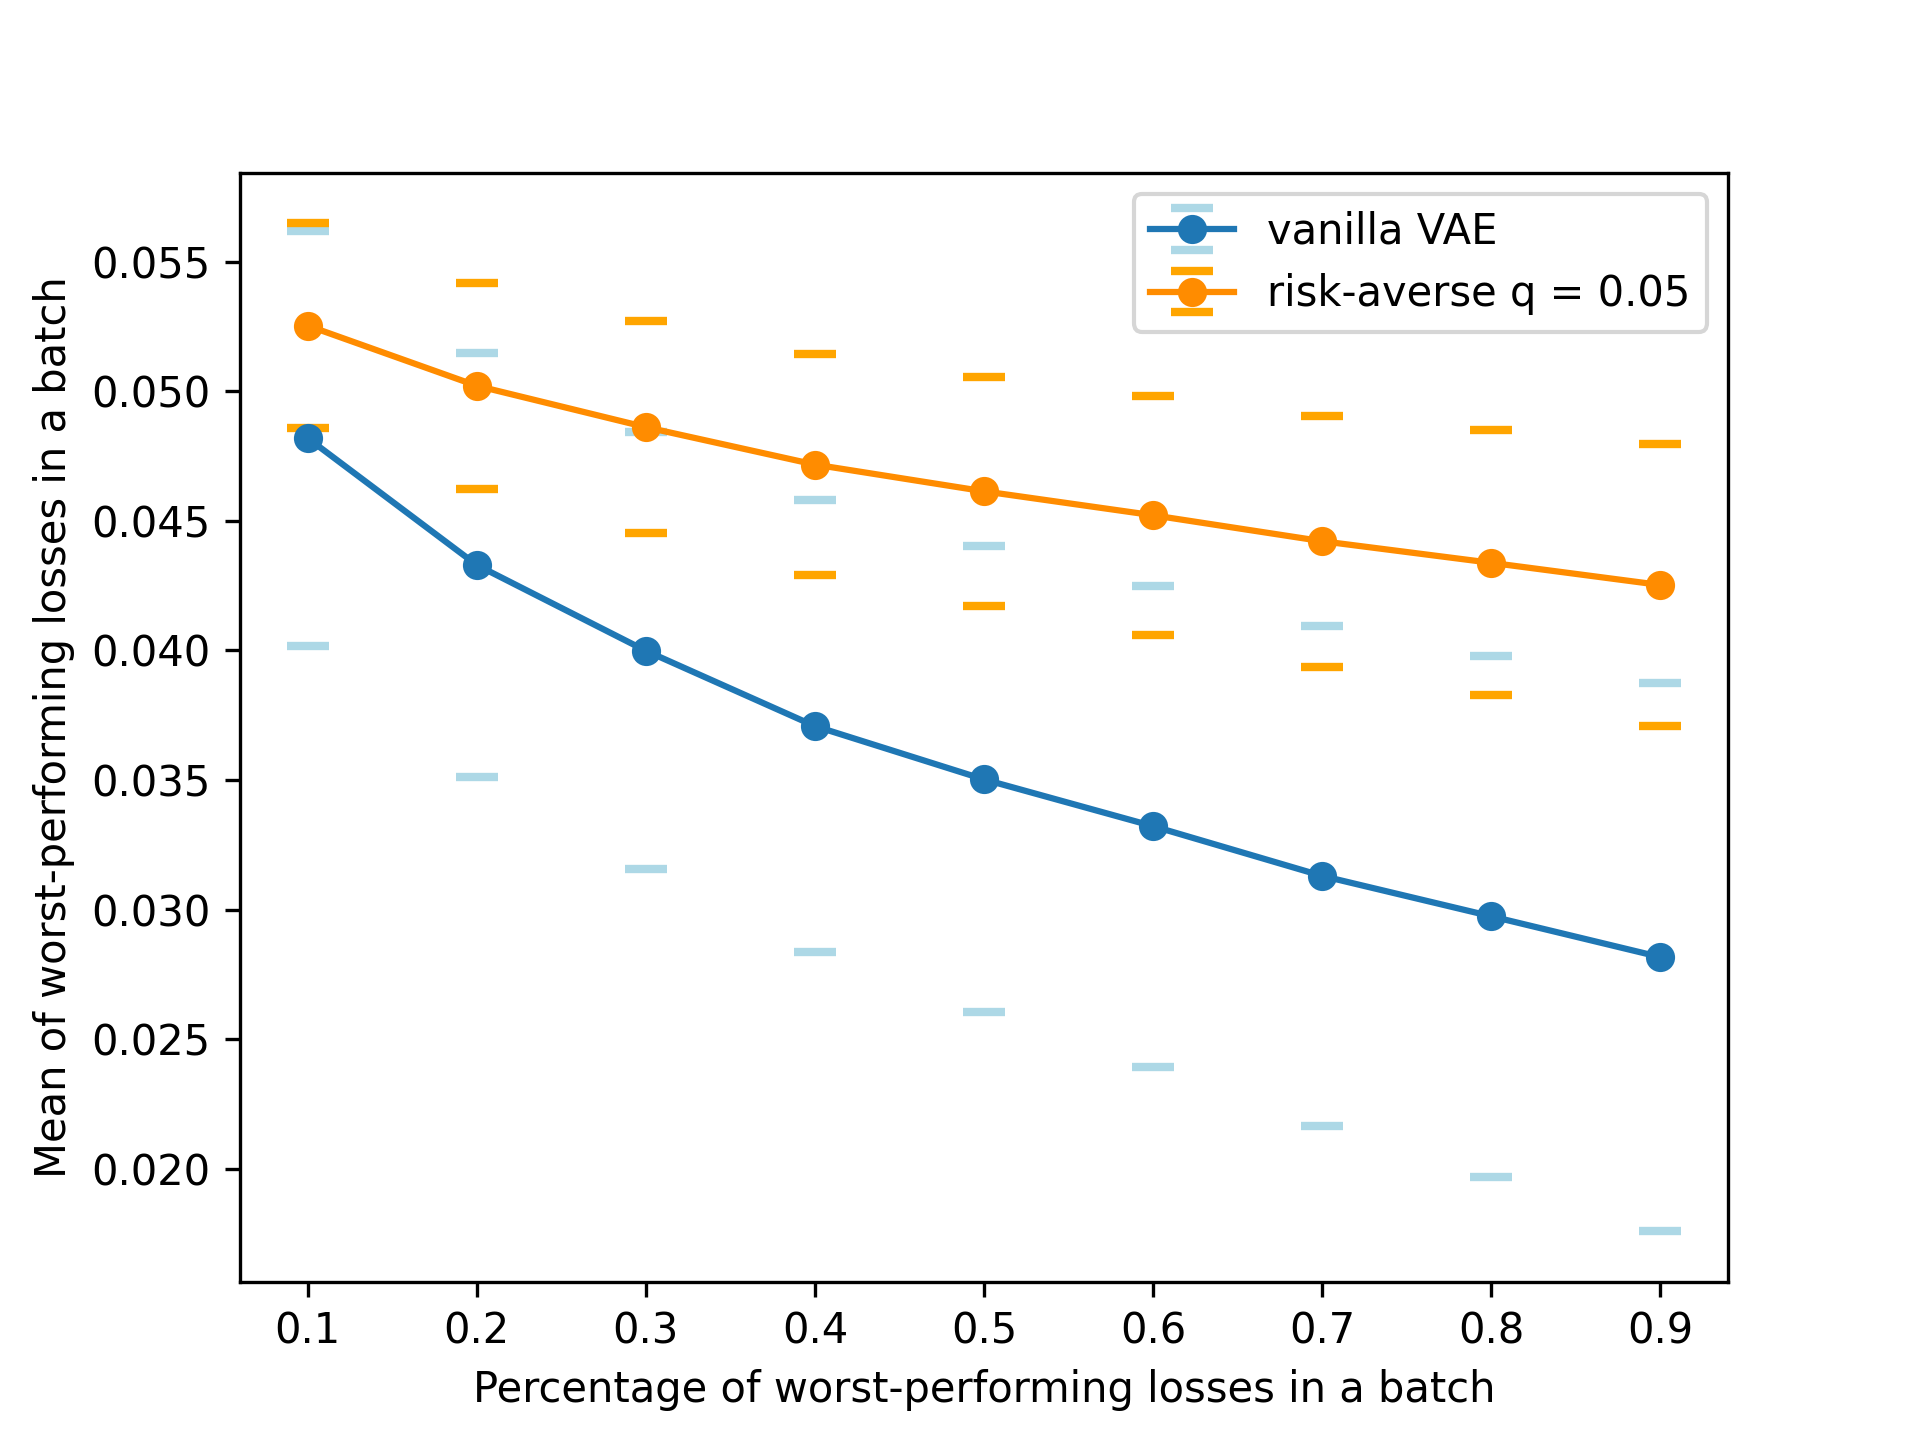 vanilla VAE
risk-averse q = 0.05
Mean of worst-performing losses in a batch
0.055
0.050
0.045
0.040
0.035
0.030
0.025
0.020
0.1 0.2 0.3 0.4 0.5 0.6 0.7 0.8 0.9
Percentage of worst-performing losses in a batch